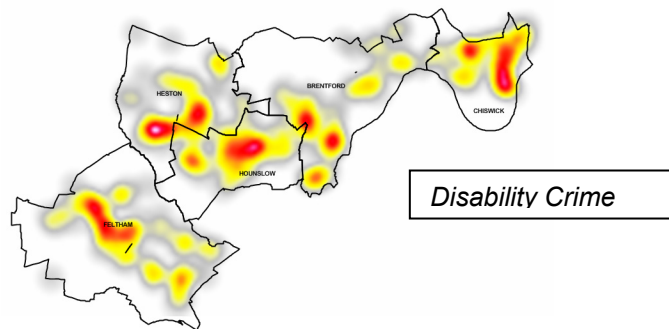 HESTON
BRENTFORD
CHISWICK
HOUNSLOW
FELTHAM
Disability Crime